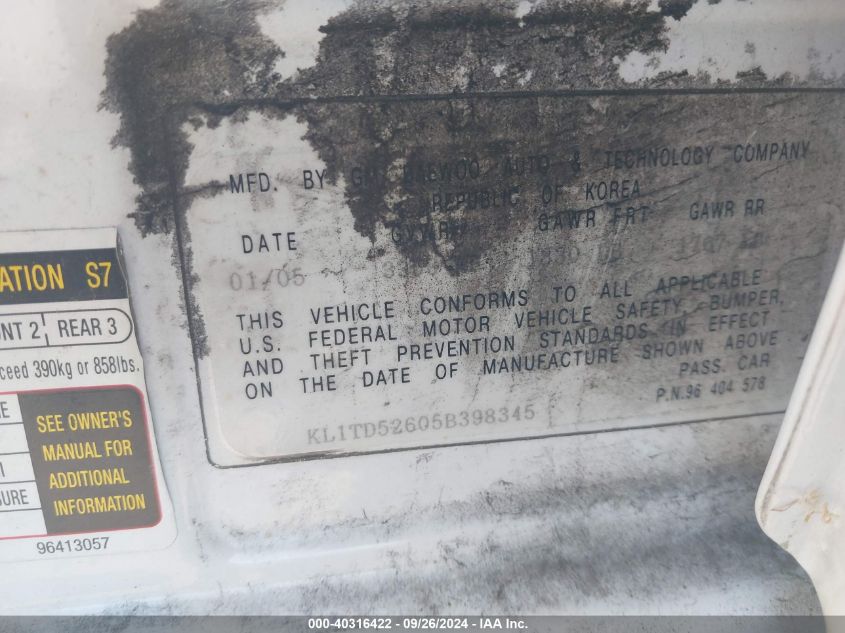 MFD. BY GM DAEWOO AUTO & TECHNOLOGY COMPANY
REPUBLIC OF KOREA
DATE GVWR GAWR FRT GAWR RR
01/05
THIS VEHICLE CONFORMS TO ALL APPLICABLE
U.S. FEDERAL MOTOR VEHICLE SAFETY, BUMPER,
AND THEFT PREVENTION STANDARDS IN EFFECT
ON THE DATE OF MANUFACTURE SHOWN ABOVE
PASS. CAR
P.N.96 404 578
KL1TD52605B398345
ATION S7
NT 2 REAR 3
ceed 390kg or 858lbs.
RE
SEE OWNER'S
MANUAL FOR
ADDITIONAL
INFORMATION
SURE
96413057
000-40316422 - 09/26/2024 - IAA Inc.